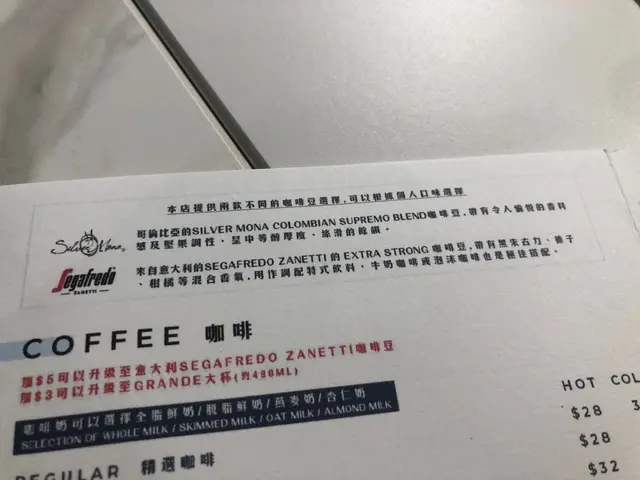 本店提供兩款不同的咖啡豆選擇,可以根據個人口味選擇
Silver Mona
哥倫比亞的SILVER MONA COLOMBIAN SUPREMO BLEND咖啡豆,帶有令人愉悅的香料
感及堅果調性、呈中等醇厚度、絲滑的餘韻。
Segafredo
ZANETTI
來自意大利的SEGAFREDO ZANETTI 的 EXTRA STRONG 咖啡豆,帶有黑朱古力、榛子
、柑橘等混合香氣,用作調配特式飲料、牛奶咖啡或泡沫咖啡也是極佳搭配。
COFFEE 咖啡
加$5可以升級至意大利SEGAFREDO ZANETTI咖啡豆
加$3可以升級至GRANDE大杯(約480ML)
咖啡奶可以選擇全脂鮮奶/脫脂鮮奶/燕麥奶/杏仁奶
SELECTION OF WHOLE MILK / SKIMMED MILK / OAT MILK / ALMOND MILK
HOT COL
REGULAR 精選咖啡
$28 3
$28
$32